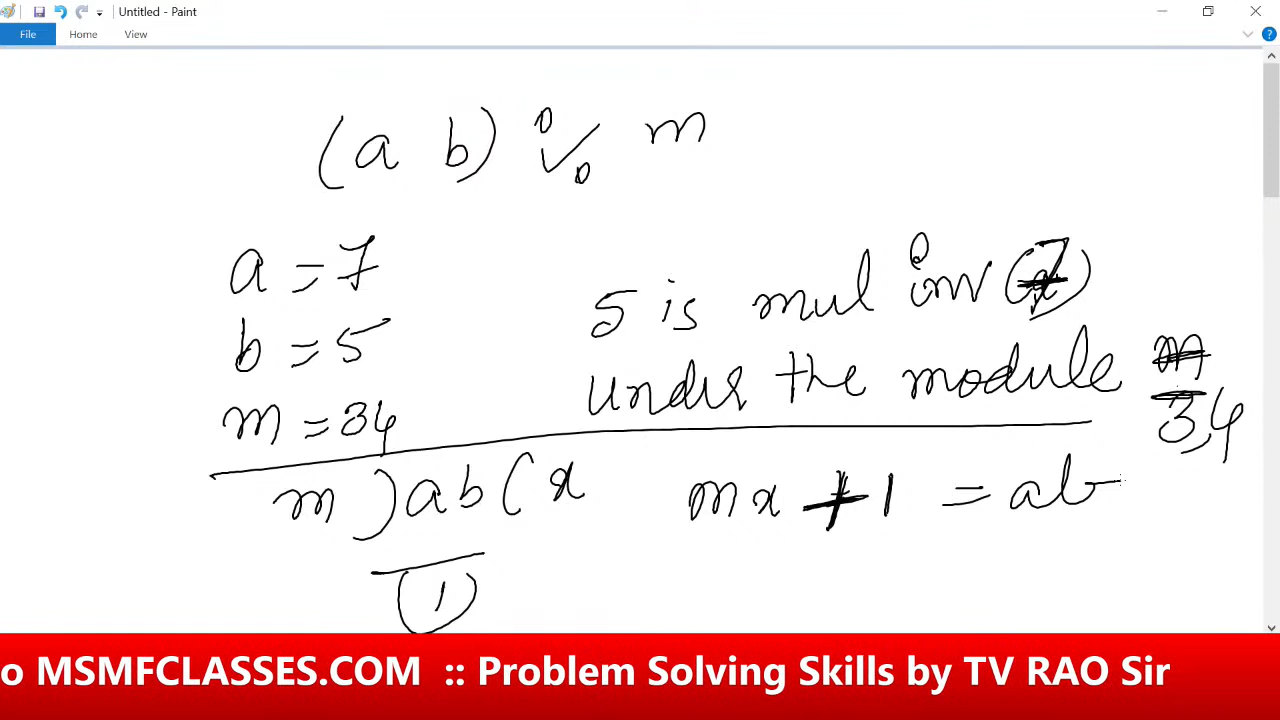 Untitled - Paint
File Home View
(a b) % m
a = 7
b = 5
m = 34
5 is mul inv (7)
under the module m
34
m ) ab ( x
1
mx + 1 = ab
o MSMFCLASSES.COM :: Problem Solving Skills by TV RAO Sir